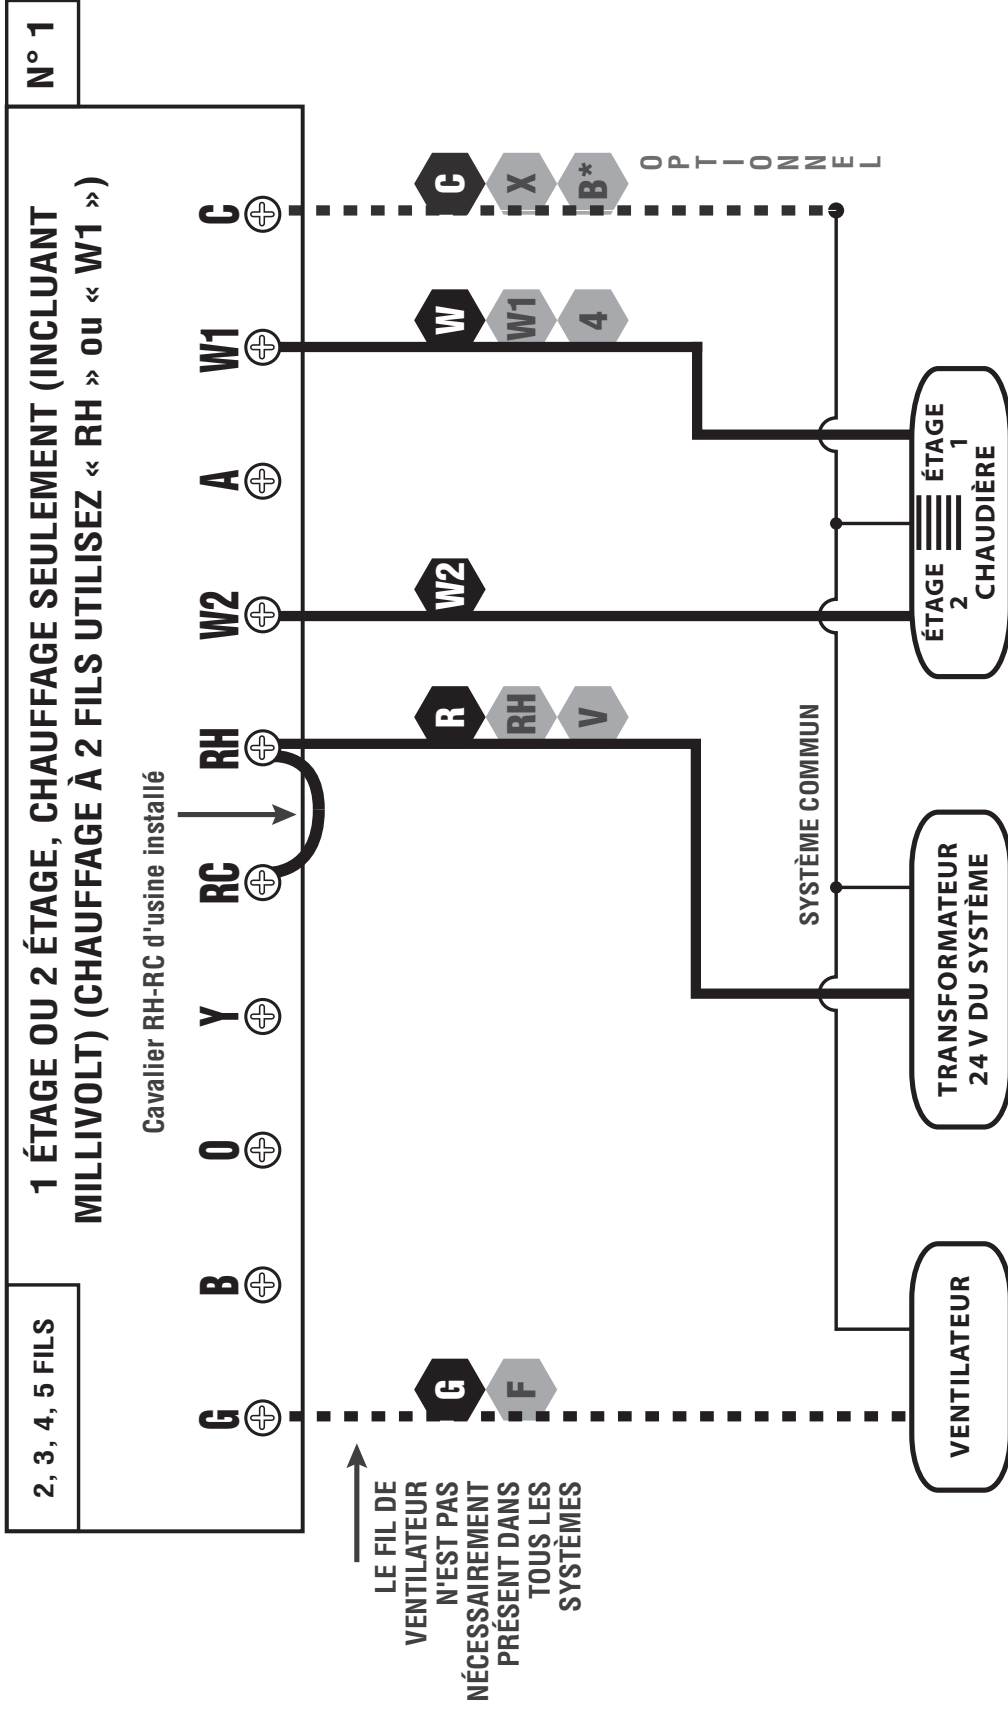 2, 3, 4, 5 FILS
1 ÉTAGE OU 2 ÉTAGE, CHAUFFAGE SEULEMENT (INCLUANT
MILLIVOLT) (CHAUFFAGE À 2 FILS UTILISEZ « RH » ou « W1 »)
N° 1
Cavalier RH-RC d'usine installé
G B O Y RC RH W2 A W1 C
LE FIL DE
VENTILATEUR
N'EST PAS
NÉCESSAIREMENT
PRÉSENT DANS
TOUS LES
SYSTÈMES
G
F
R
RH
V
W2
W
W1
4
C
X
B*
OPTIONNEL
SYSTÈME COMMUN
VENTILATEUR
TRANSFORMATEUR
24 V DU SYSTÈME
ÉTAGE
2
ÉTAGE
1
CHAUDIÈRE